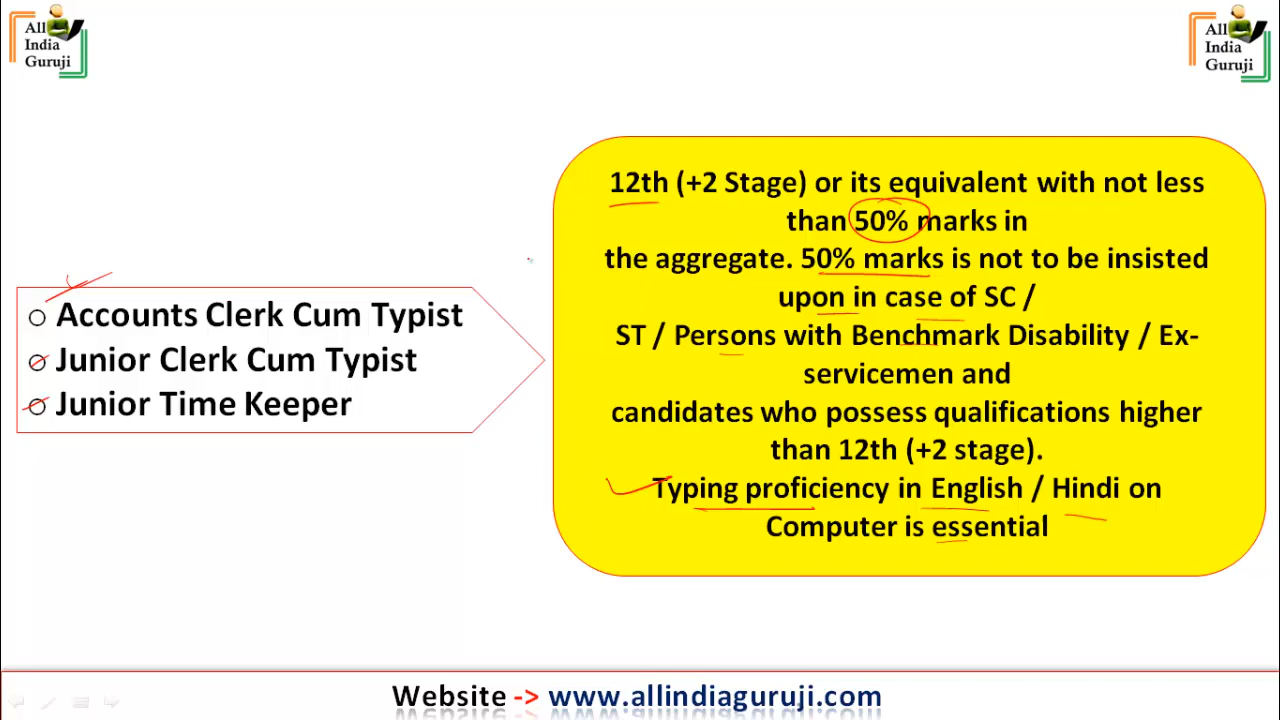 All
India
Guruji
All
India
Guruji
Accounts Clerk Cum Typist
Junior Clerk Cum Typist
Junior Time Keeper
12th (+2 Stage) or its equivalent with not less
than 50% marks in
the aggregate. 50% marks is not to be insisted
upon in case of SC /
ST / Persons with Benchmark Disability / Ex-
servicemen and
candidates who possess qualifications higher
than 12th (+2 stage).
Typing proficiency in English / Hindi on
Computer is essential
Website -> www.allindiaguruji.com